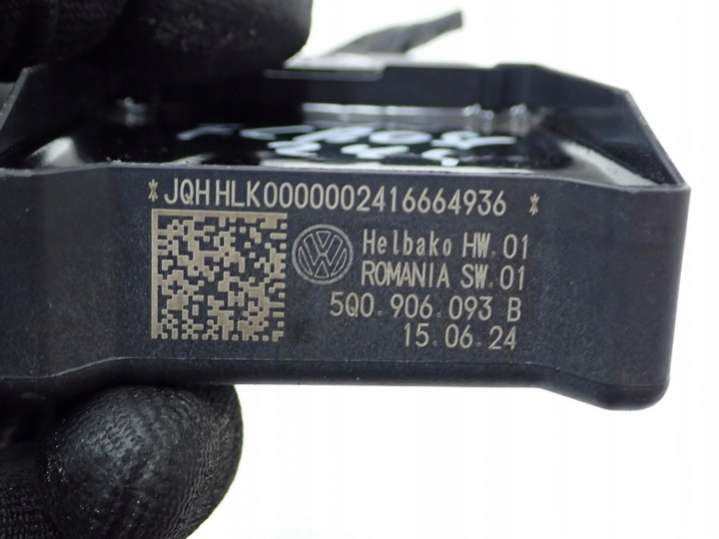 *JQH HLK0000002416664936 *
Helbako HW.01
ROMANIA SW.01
5Q0.906.093 B
15.06.24